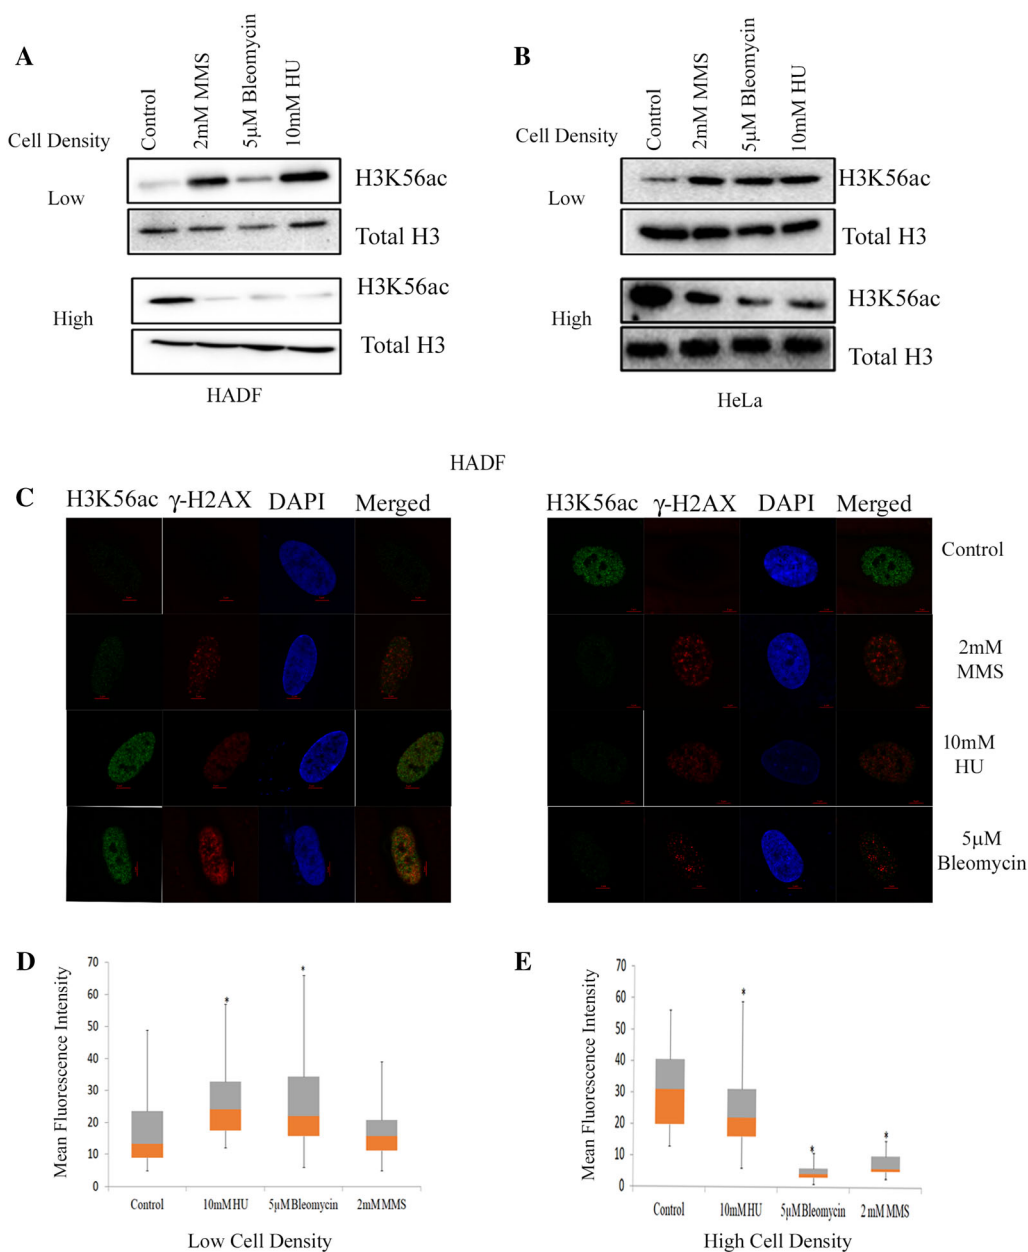 A
Control
2mM MMS
5µM Bleomycin
10mM HU
Cell Density
Low
H3K56ac
Total H3
High
H3K56ac
Total H3
HADF
B
Control
2mM MMS
5µM Bleomycin
10mM HU
Cell Density
Low
H3K56ac
Total H3
High
H3K56ac
Total H3
HeLa
HADF
C
H3K56ac γ-H2AX DAPI Merged
H3K56ac γ-H2AX DAPI Merged
Control
2mM
MMS
10mM
HU
5µM
Bleomycin
D
Mean Fluorescence Intensity
70
60
50
40
30
20
10
0
* *
Control 10mM HU 5µM Bleomycin 2mM MMS
Low Cell Density
E
Mean Fluorescence Intensity
70
60
50
40
30
20
10
0
* * *
Control 10mM HU 5µM Bleomycin 2 mM MMS
High Cell Density